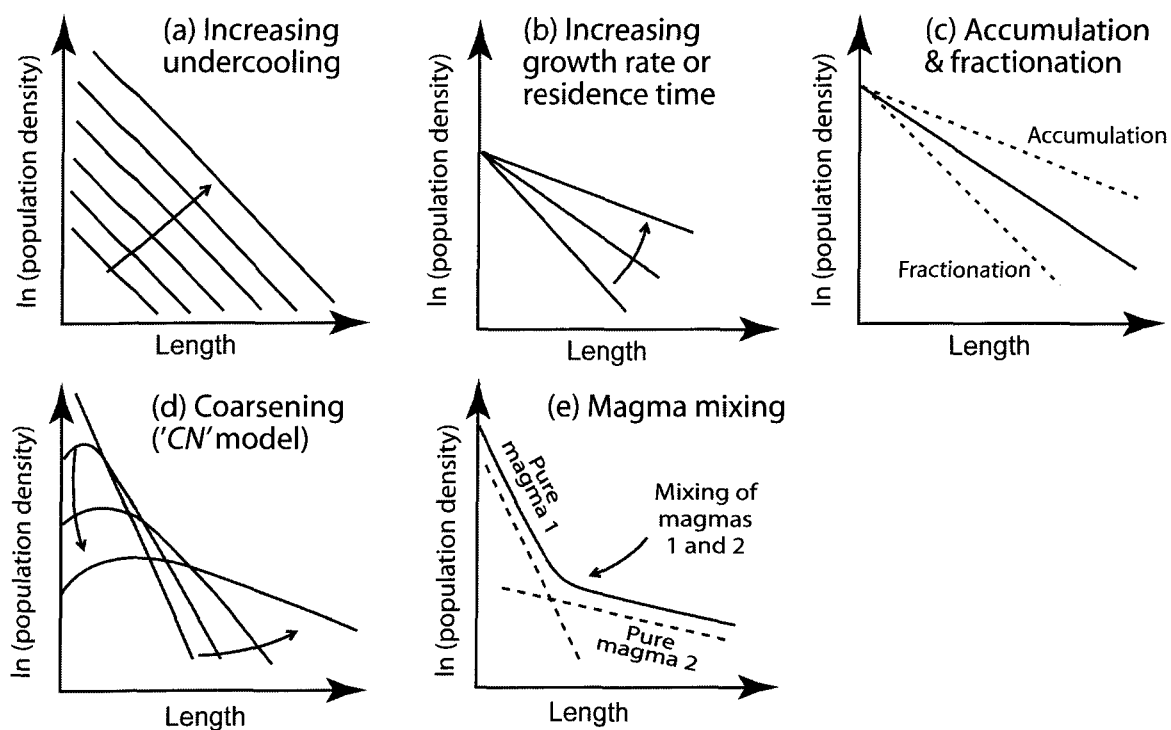 (a) Increasing
undercooling
ln (population density)
Length
(b) Increasing
growth rate or
residence time
ln (population density)
Length
(c) Accumulation
& fractionation
Accumulation
Fractionation
ln (population density)
Length
(d) Coarsening
('CN' model)
ln (population density)
Length
(e) Magma mixing
Pure
magma 1
Mixing of
magmas
1 and 2
Pure
magma 2
ln (population density)
Length